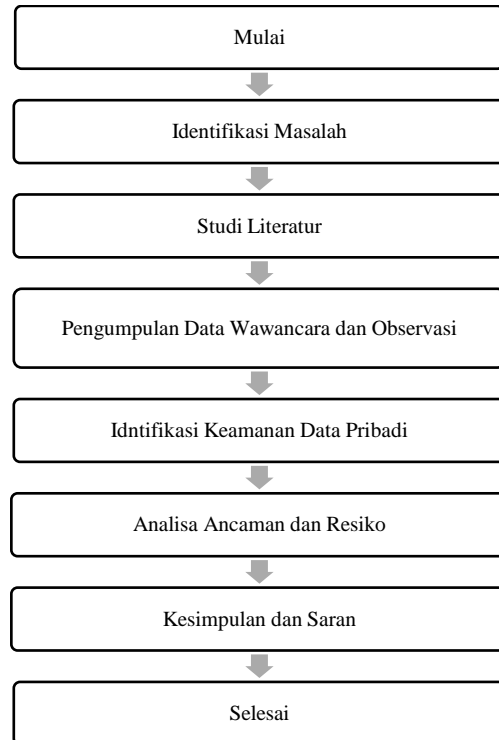 Mulai
Identifikasi Masalah
Studi Literatur
Pengumpulan Data Wawancara dan Observasi
Idntifikasi Keamanan Data Pribadi
Analisa Ancaman dan Resiko
Kesimpulan dan Saran
Selesai